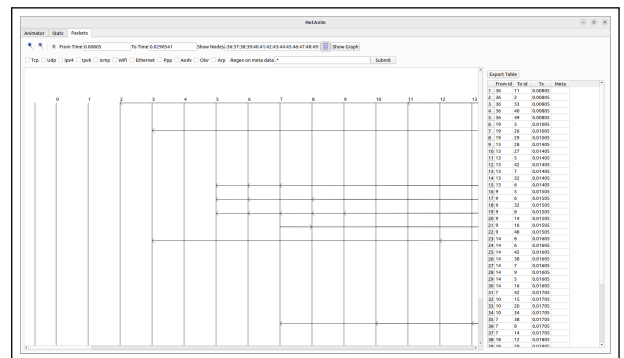 NetAnim
Animator Stats Packets
From Time:0.00805 To Time:0.0290541 Show Nodes:36:37:38:39:40:41:42:43:44:45:46:47:48:49: Show Graph
Tcp Udp Ipv4 Ipv6 Icmp Wifi Ethernet Ppp Aodv Olsr Arp Regex on meta data .* Submit
Export Table
0 1 2 3 4 5 6 7 8 9 10 11 12 13
From Id To Id Tx Meta
1 36 11 0.00805
2 36 2 0.00805
3 36 33 0.00805
4 36 40 0.00805
5 36 49 0.00805
6 19 3 0.01005
7 19 26 0.01005
8 19 29 0.01005
9 13 28 0.01405
10 13 27 0.01405
11 13 5 0.01405
12 13 42 0.01405
13 13 7 0.01405
14 13 32 0.01405
15 13 6 0.01405
16 9 5 0.01505
17 9 6 0.01505
18 9 32 0.01505
19 9 8 0.01505
20 9 14 0.01505
21 9 16 0.01505
22 9 48 0.01505
23 14 8 0.01605
24 14 6 0.01605
25 14 42 0.01605
26 14 38 0.01605
27 14 7 0.01605
28 14 9 0.01605
29 14 5 0.01605
30 14 16 0.01605
31 7 42 0.01705
32 10 15 0.01705
33 10 20 0.01705
34 10 34 0.01705
35 7 38 0.01705
36 7 8 0.01705
37 7 14 0.01705
38 18 12 0.01805
39 18 29 0.01805